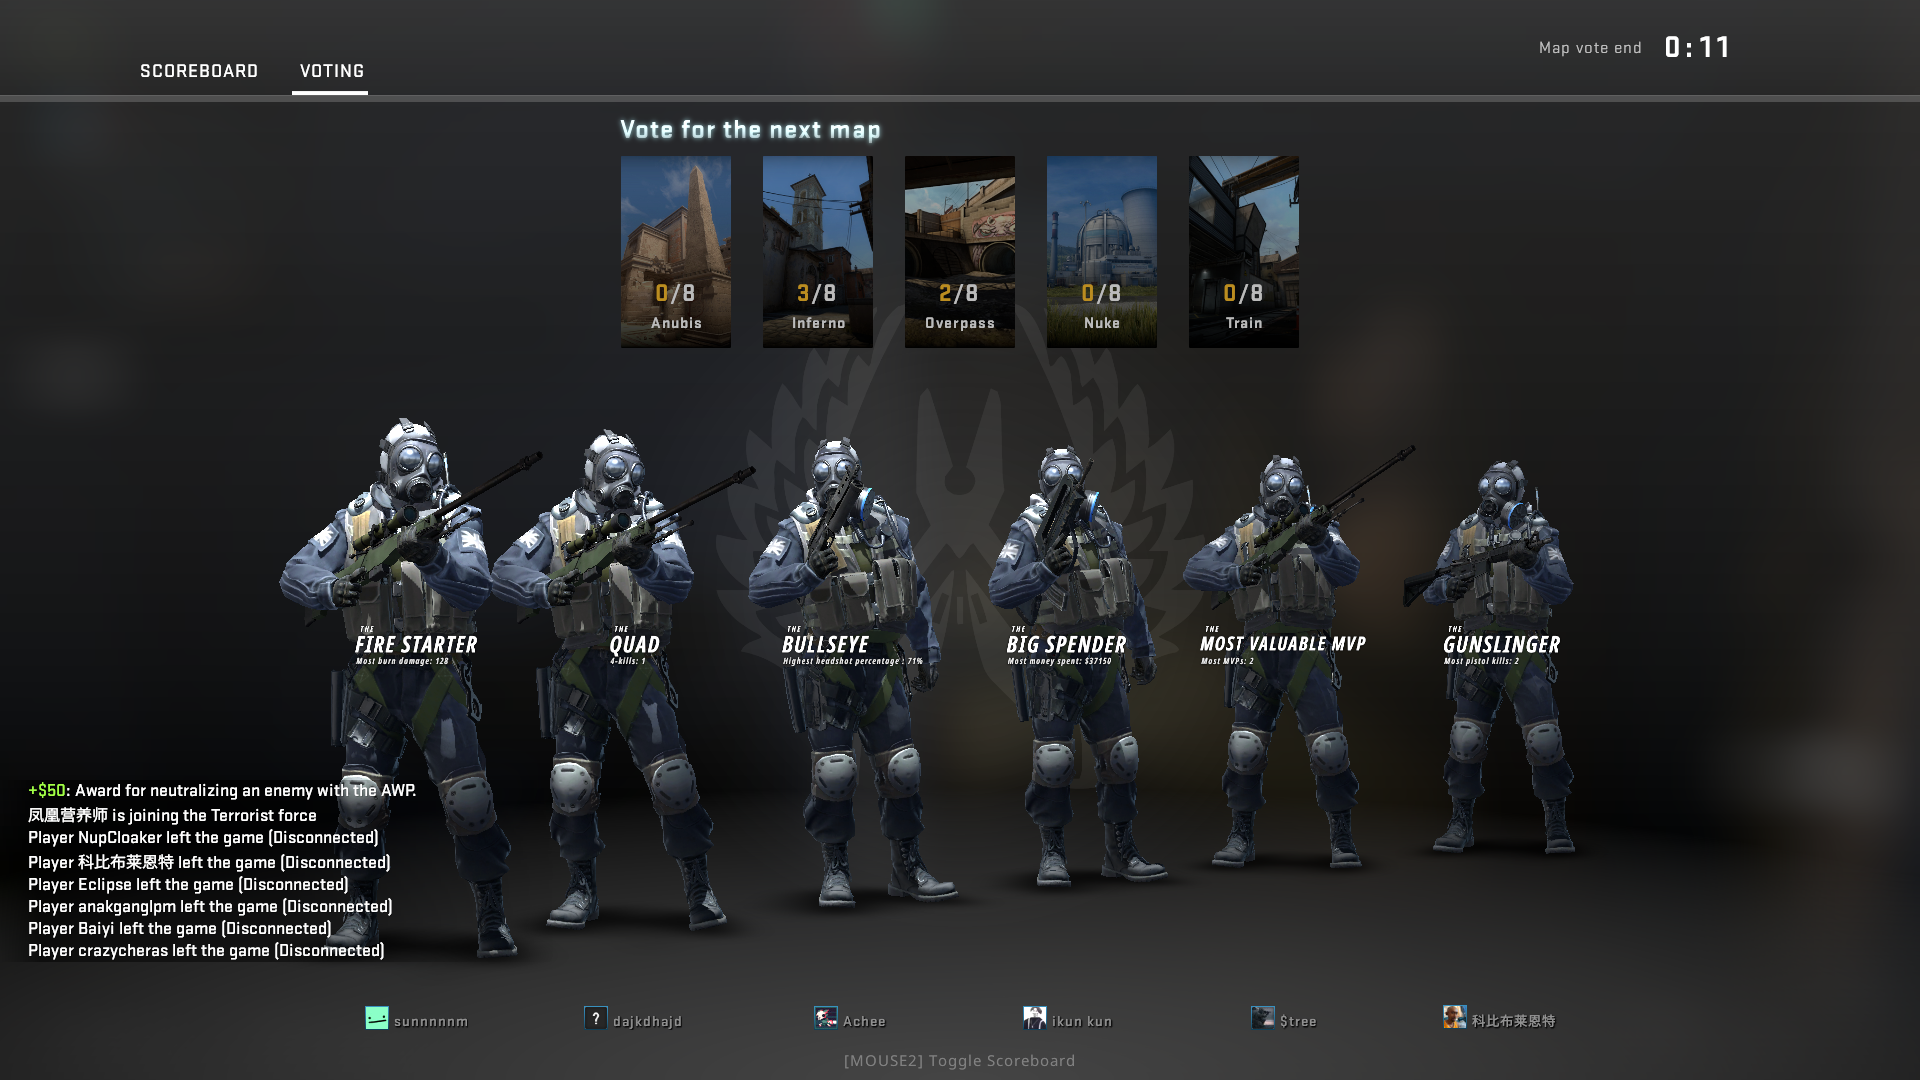 Map vote end 0:11
SCOREBOARD VOTING
Vote for the next map
0/8 3/8 2/8 0/8 0/8
Anubis Inferno Overpass Nuke Train
THE THE THE THE THE THE
FIRE STARTER QUAD BULLSEYE BIG SPENDER MOST VALUABLE MVP GUNSLINGER
Most burn damage: 128 4-kills: 1 Highest headshot percentage : 71% Most money spent: $37150 Most MVPs: 2 Most pistol kills: 2
+$50: Award for neutralizing an enemy with the AWP.
凤凰营养师 is joining the Terrorist force
Player NupCloaker left the game (Disconnected)
Player 科比布莱恩特 left the game (Disconnected)
Player Eclipse left the game (Disconnected)
Player anakganglpm left the game (Disconnected)
Player Baiyi left the game (Disconnected)
Player crazycheras left the game (Disconnected)
sunnnnnm ? dajkdhajd Achee ikun kun $tree 科比布莱恩特
[MOUSE2] Toggle Scoreboard